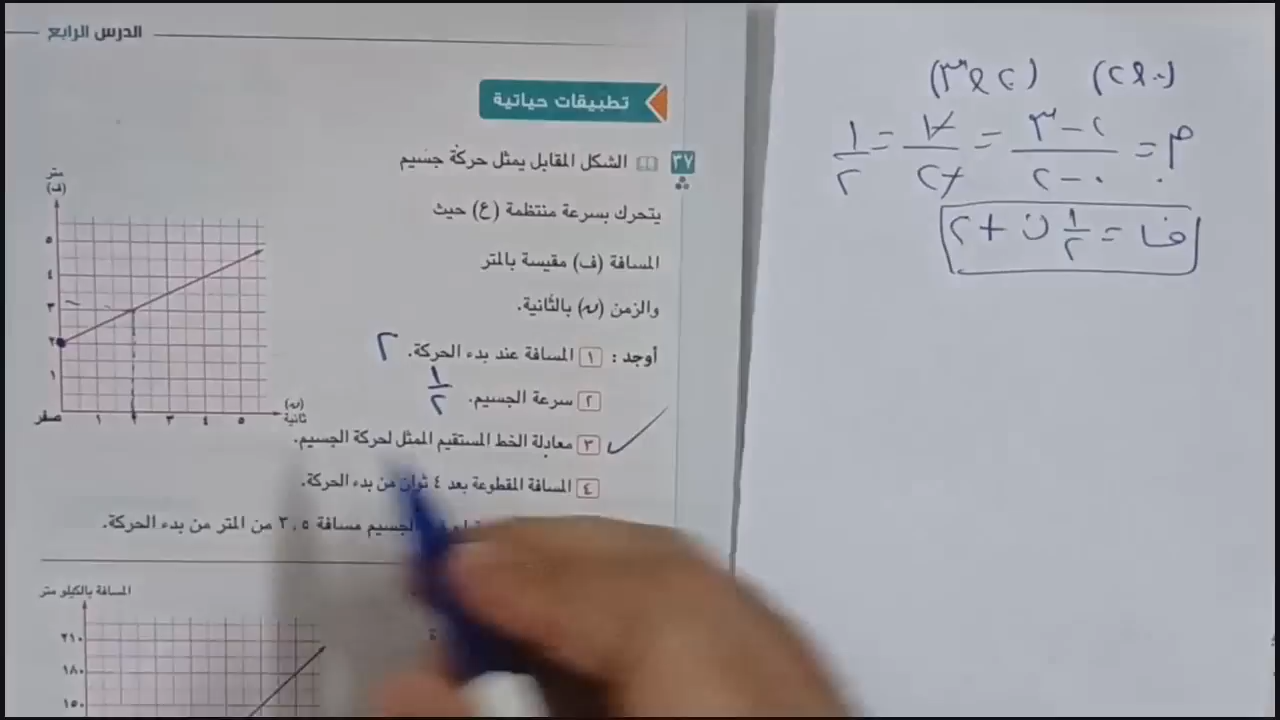 الدرس الرابع
تطبيقات حياتية
٣٧ الشكل المقابل يمثل حركة جسيم
يتحرك بسرعة منتظمة (ع) حيث
المسافة (ف) مقيسة بالمتر
والزمن (ن) بالثانية.
أوجد : ١ المسافة عند بدء الحركة. ٢
٢ سرعة الجسيم. ١/٢
٣ معادلة الخط المستقيم الممثل لحركة الجسيم.
٤ المسافة المقطوعة بعد ٤ ثوان من بدء الحركة.
الجسيم مسافة ٣,٥ من المتر من بدء الحركة.
متر
(ف)
٥
٤
٣
٢
١
صفر ١ ٣ ٤ ٥
(ن)
ثانية
المسافة بالكيلو متر
٢١٠
١٨٠
١٥٠
(٠، ٢) (٢، ٣)
م = ٢-٣ / ٠-٢ = -١ / -٢ = ١/٢
ف = ١/٢ ن + ٢